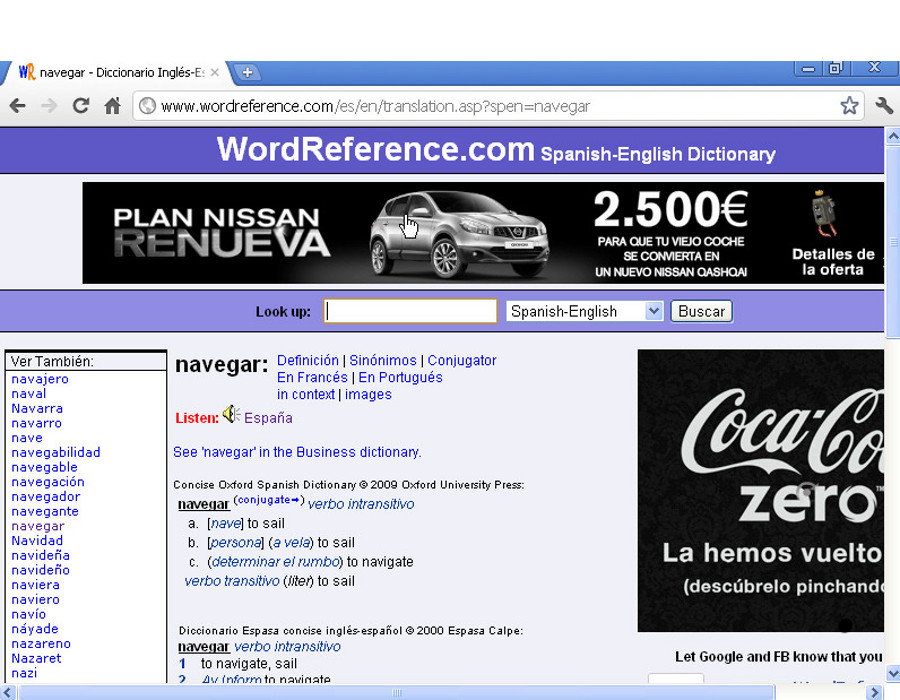 navegar - Diccionario Inglés-Es
www.wordreference.com/es/en/translation.asp?spen=navegar
WordReference.com Spanish-English Dictionary
PLAN NISSAN
RENUEVA
2.500€
PARA QUE TU VIEJO COCHE
SE CONVIERTA EN
UN NUEVO NISSAN QASHQAI
Detalles de
la oferta
Look up:
Spanish-English
Buscar
Ver También:
navajero
naval
Navarra
navarro
nave
navegabilidad
navegable
navegación
navegador
navegante
navegar
Navidad
navideña
navideño
naviera
naviero
navío
náyade
nazareno
Nazaret
nazi
navegar: Definición | Sinónimos | Conjugator
En Francés | En Portugués
in context | images
Listen: España
See 'navegar' in the Business dictionary.
Concise Oxford Spanish Dictionary © 2009 Oxford University Press:
navegar (conjugate→) verbo intransitivo
a. [nave] to sail
b. [persona] (a vela) to sail
c. (determinar el rumbo) to navigate
verbo transitivo (liter) to sail
Diccionario Espasa concise inglés-español © 2000 Espasa Calpe:
navegar verbo intransitivo
1 to navigate, sail
2 Av Inform to navigate
Coca-Co
zero™
La hemos vuelto
(descúbrelo pinchando
Let Google and FB know that you